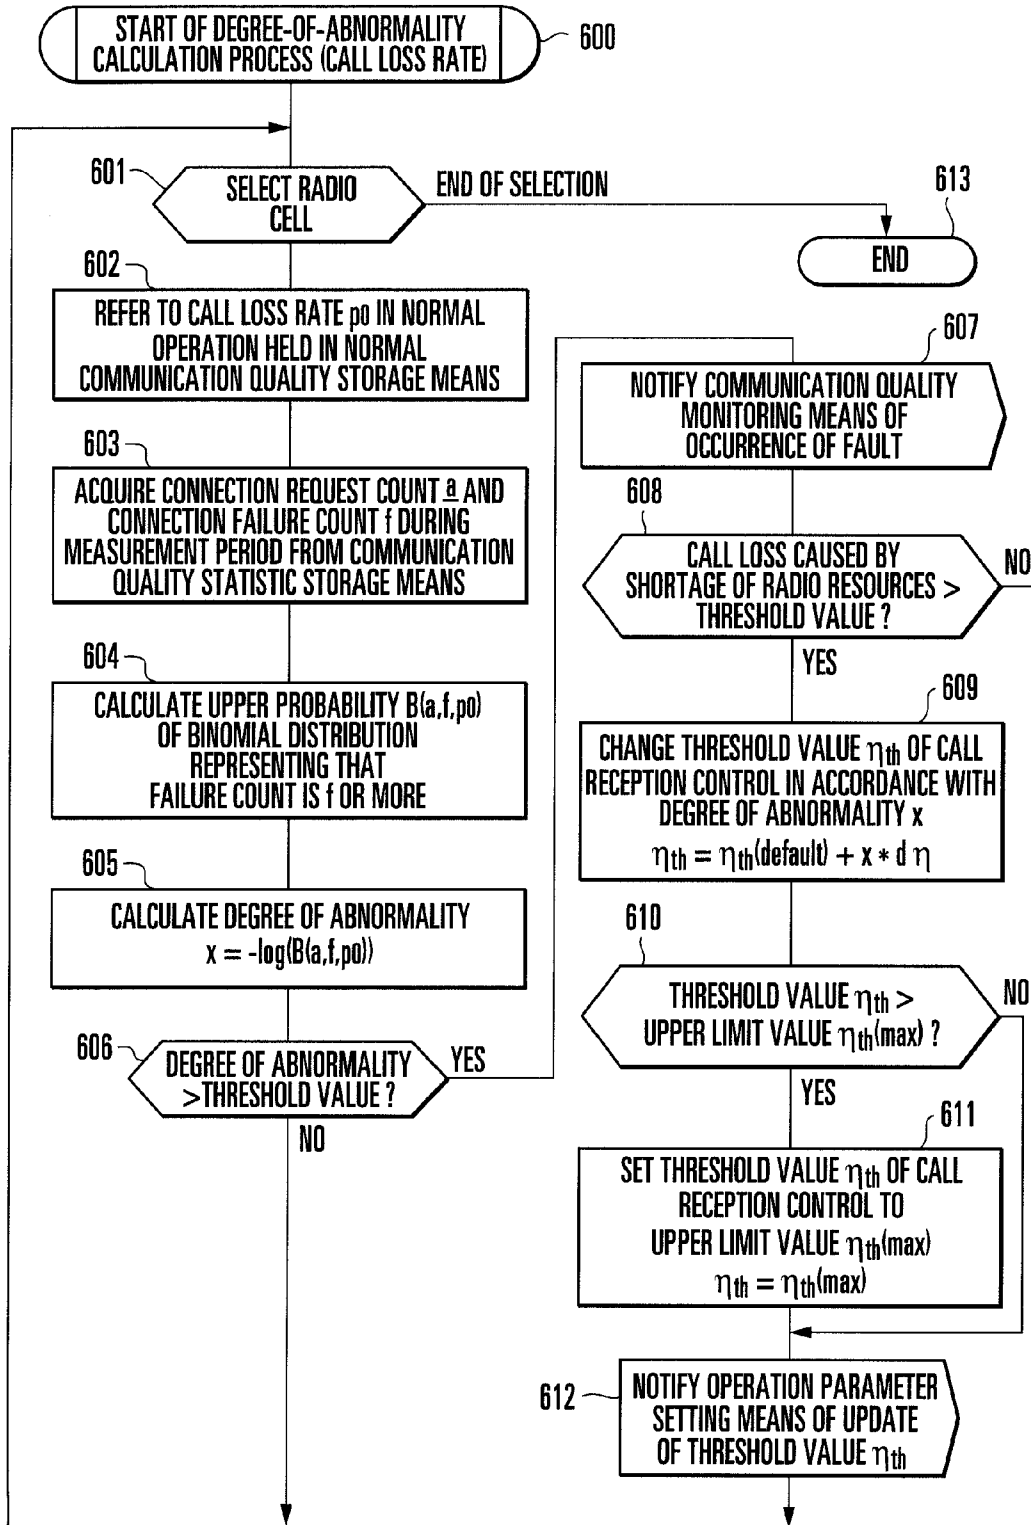 START OF DEGREE-OF-ABNORMALITY
CALCULATION PROCESS (CALL LOSS RATE)
600
601
SELECT RADIO
CELL
END OF SELECTION
613
END
602
REFER TO CALL LOSS RATE po IN NORMAL
OPERATION HELD IN NORMAL
COMMUNICATION QUALITY STORAGE MEANS
603
ACQUIRE CONNECTION REQUEST COUNT a AND
CONNECTION FAILURE COUNT f DURING
MEASUREMENT PERIOD FROM COMMUNICATION
QUALITY STATISTIC STORAGE MEANS
604
CALCULATE UPPER PROBABILITY B(a,f,po)
OF BINOMIAL DISTRIBUTION
REPRESENTING THAT
FAILURE COUNT IS f OR MORE
605
CALCULATE DEGREE OF ABNORMALITY
x = -log(B(a,f,po))
606
DEGREE OF ABNORMALITY
>THRESHOLD VALUE ?
YES
NO
607
NOTIFY COMMUNICATION QUALITY
MONITORING MEANS OF
OCCURRENCE OF FAULT
608
CALL LOSS CAUSED BY
SHORTAGE OF RADIO RESOURCES >
THRESHOLD VALUE ?
NO
YES
609
CHANGE THRESHOLD VALUE ηth OF CALL
RECEPTION CONTROL IN ACCORDANCE WITH
DEGREE OF ABNORMALITY x
ηth = ηth(default) + x * d η
610
THRESHOLD VALUE ηth >
UPPER LIMIT VALUE ηth(max) ?
NO
YES
611
SET THRESHOLD VALUE ηth OF CALL
RECEPTION CONTROL TO
UPPER LIMIT VALUE ηth(max)
ηth = ηth(max)
612
NOTIFY OPERATION PARAMETER
SETTING MEANS OF UPDATE
OF THRESHOLD VALUE ηth